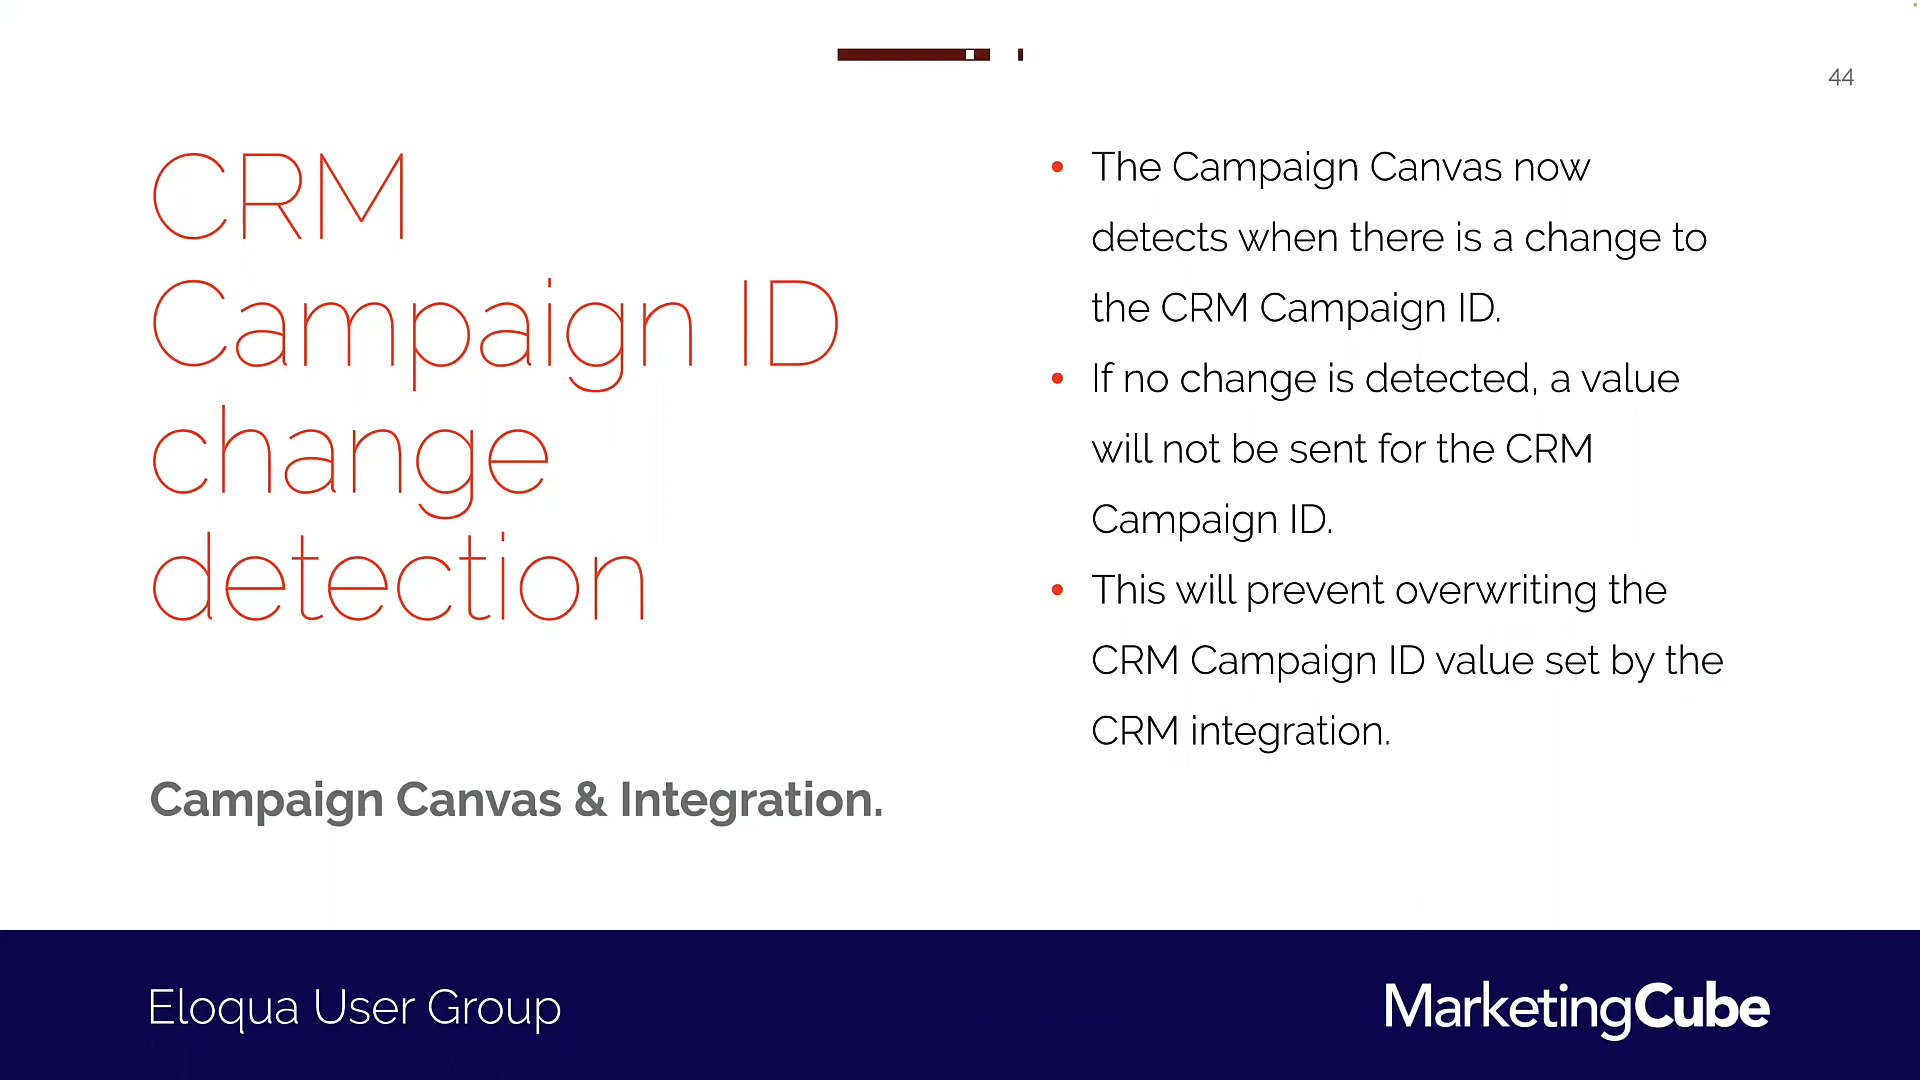 44
CRM
Campaign ID
change
detection
Campaign Canvas & Integration.
• The Campaign Canvas now
detects when there is a change to
the CRM Campaign ID.
• If no change is detected, a value
will not be sent for the CRM
Campaign ID.
• This will prevent overwriting the
CRM Campaign ID value set by the
CRM integration.
Eloqua User Group
MarketingCube